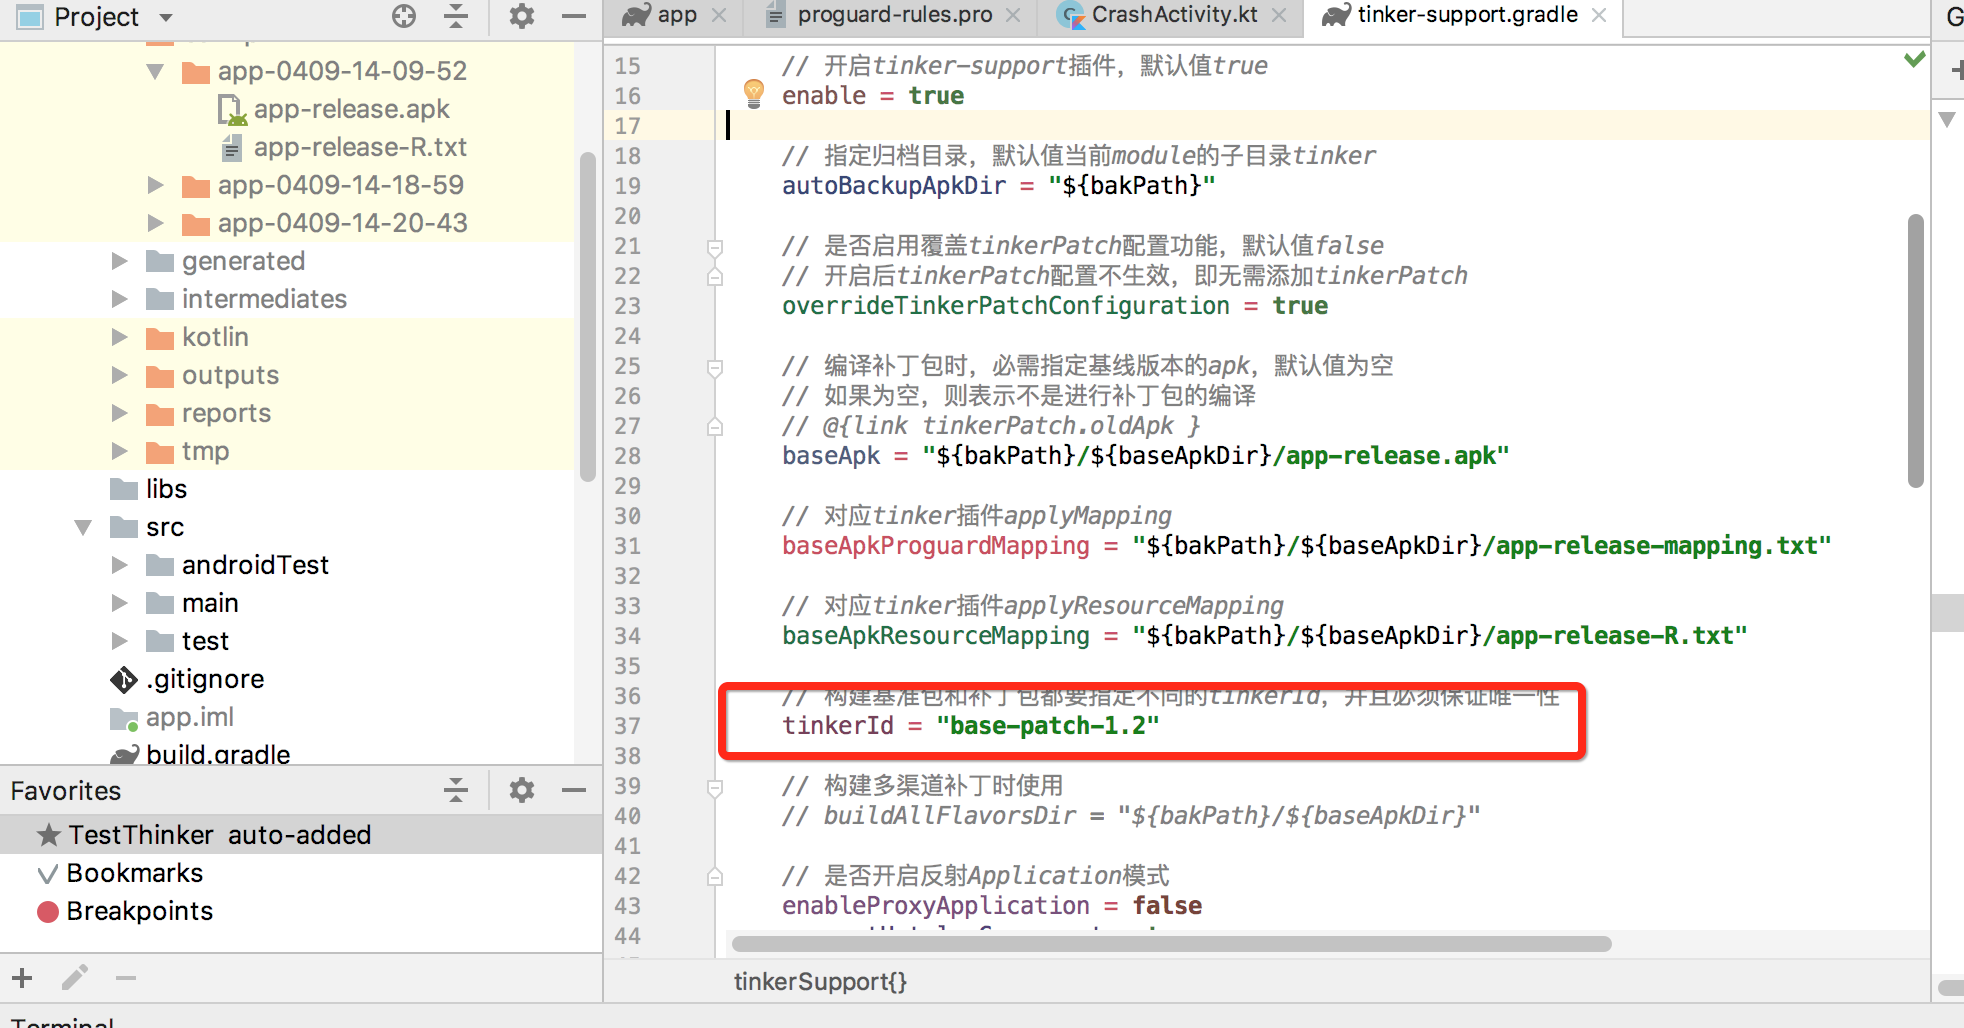 Project
app-0409-14-09-52
app-release.apk
app-release-R.txt
app-0409-14-18-59
app-0409-14-20-43
generated
intermediates
kotlin
outputs
reports
tmp
libs
src
androidTest
main
test
.gitignore
app.iml
build.gradle
Favorites
TestThinker auto-added
Bookmarks
Breakpoints
Terminal
app
proguard-rules.pro
CrashActivity.kt
tinker-support.gradle
G
15 // 开启tinker-support插件，默认值true
16 enable = true
17
18 // 指定归档目录，默认值当前module的子目录tinker
19 autoBackupApkDir = "${bakPath}"
20
21 // 是否启用覆盖tinkerPatch配置功能，默认值false
22 // 开启后tinkerPatch配置不生效，即无需添加tinkerPatch
23 overrideTinkerPatchConfiguration = true
24
25 // 编译补丁包时，必需指定基线版本的apk，默认值为空
26 // 如果为空，则表示不是进行补丁包的编译
27 // @{link tinkerPatch.oldApk }
28 baseApk = "${bakPath}/${baseApkDir}/app-release.apk"
29
30 // 对应tinker插件applyMapping
31 baseApkProguardMapping = "${bakPath}/${baseApkDir}/app-release-mapping.txt"
32
33 // 对应tinker插件applyResourceMapping
34 baseApkResourceMapping = "${bakPath}/${baseApkDir}/app-release-R.txt"
35
36 // 构建基准包和补丁包都要指定不同的tinkerId，并且必须保证唯一性
37 tinkerId = "base-patch-1.2"
38
39 // 构建多渠道补丁时使用
40 // buildAllFlavorsDir = "${bakPath}/${baseApkDir}"
41
42 // 是否开启反射Application模式
43 enableProxyApplication = false
44
tinkerSupport{}